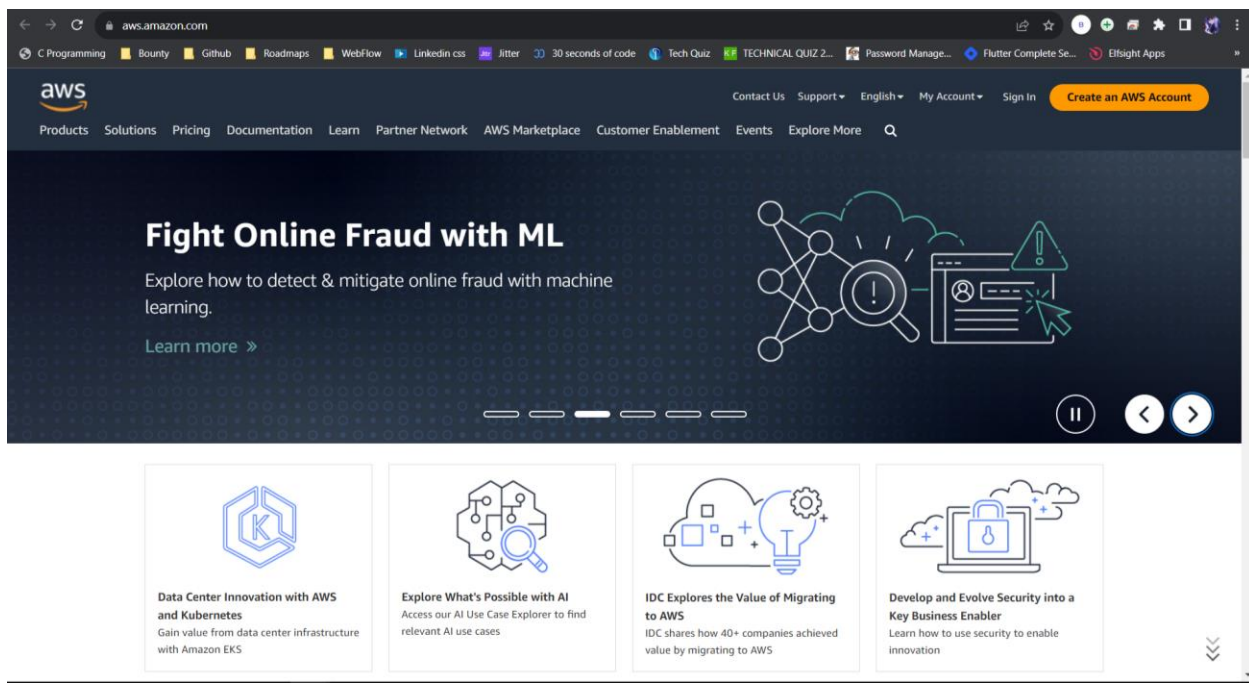 aws.amazon.com
C Programming Bounty Github Roadmaps WebFlow Linkedin css Jitter 30 seconds of code Tech Quiz TECHNICAL QUIZ 2... Password Manage... Flutter Complete Se... Elfsight Apps »
aws
Contact Us Support English My Account Sign In Create an AWS Account
Products Solutions Pricing Documentation Learn Partner Network AWS Marketplace Customer Enablement Events Explore More
Fight Online Fraud with ML
Explore how to detect & mitigate online fraud with machine
learning.
Learn more »
K
Data Center Innovation with AWS
and Kubernetes
Gain value from data center infrastructure
with Amazon EKS
Explore What's Possible with AI
Access our AI Use Case Explorer to find
relevant AI use cases
IDC Explores the Value of Migrating
to AWS
IDC shares how 40+ companies achieved
value by migrating to AWS
Develop and Evolve Security into a
Key Business Enabler
Learn how to use security to enable
innovation